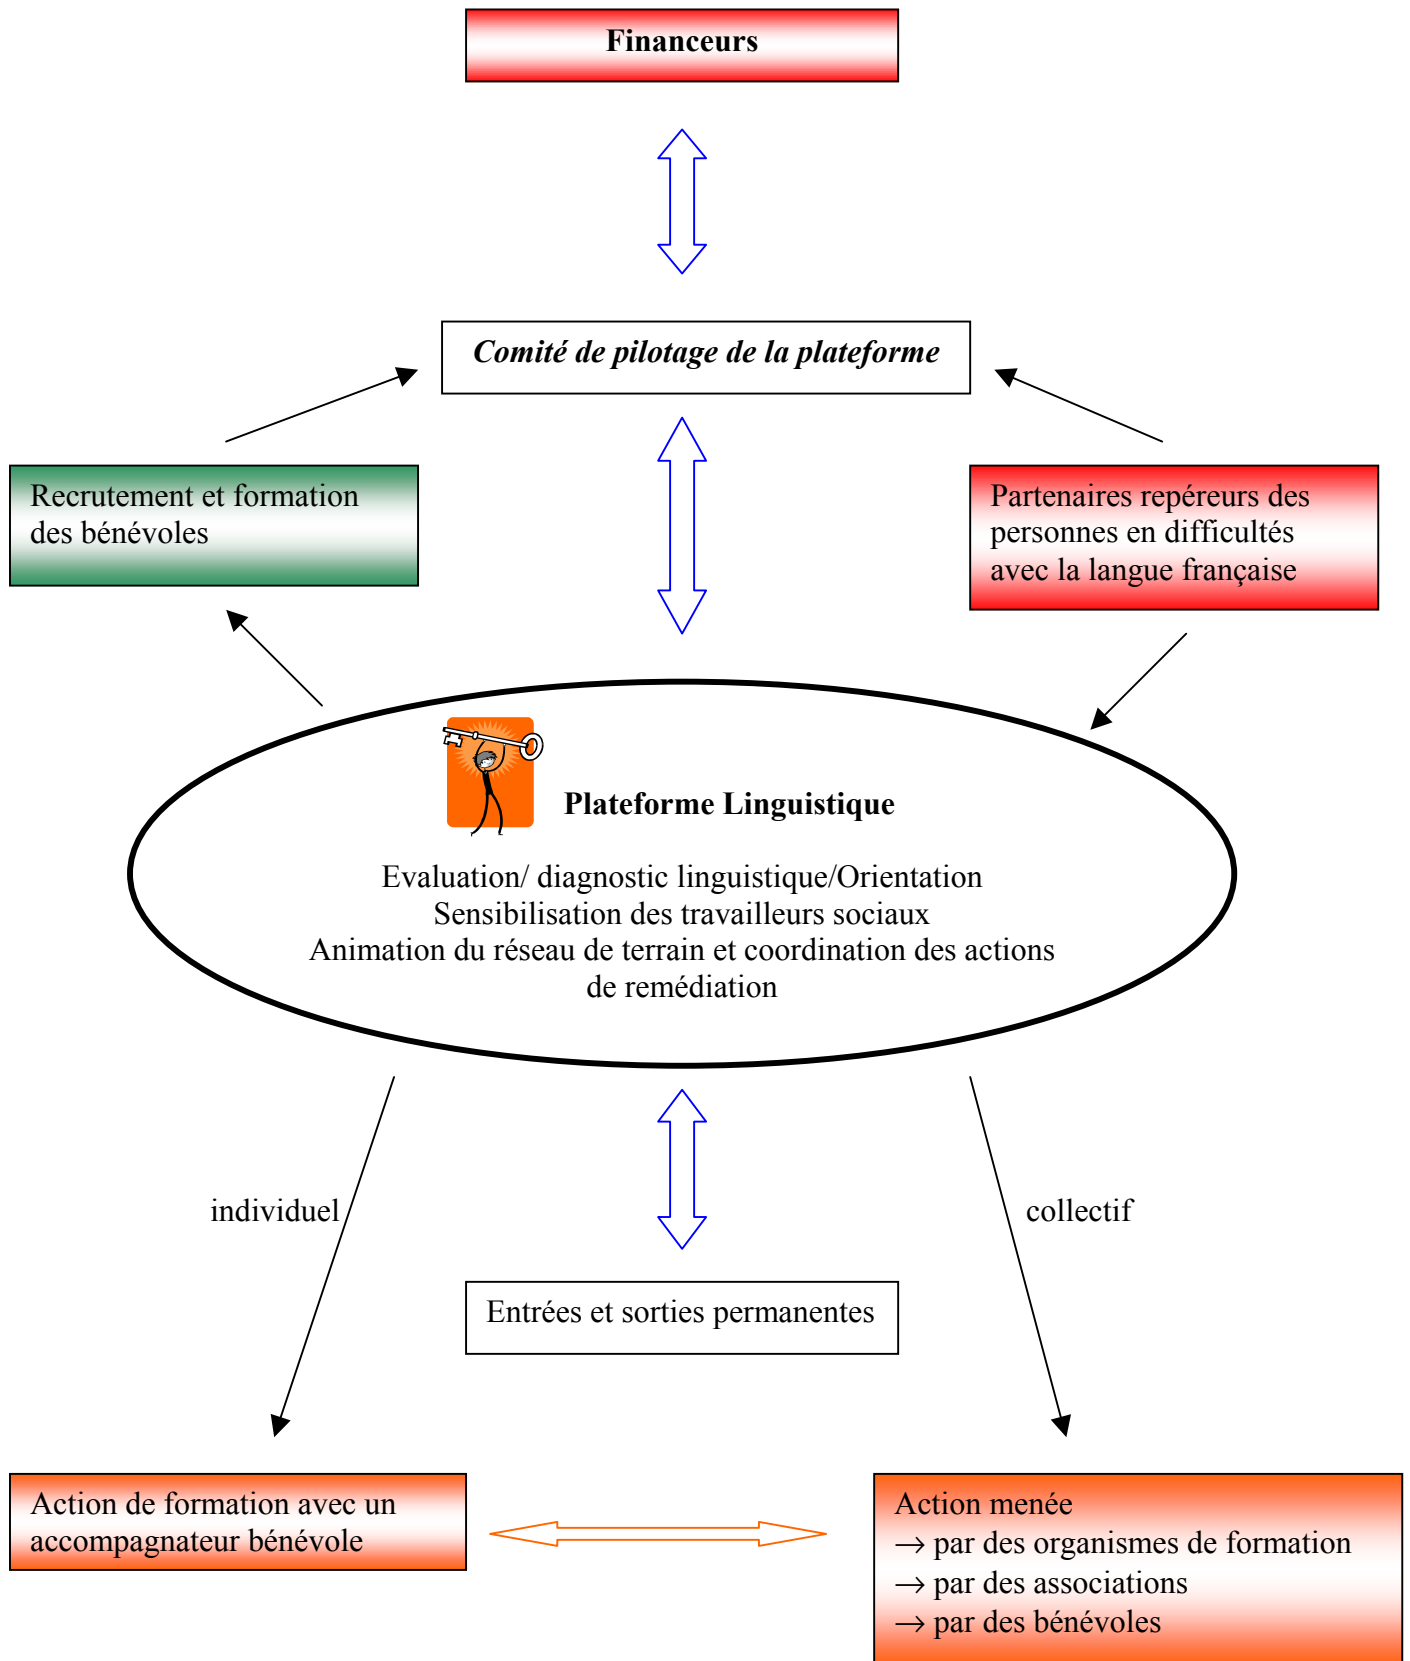 Financeurs
Comité de pilotage de la plateforme
Recrutement et formation
des bénévoles
Partenaires repéreurs des
personnes en difficultés
avec la langue française
Plateforme Linguistique
Evaluation/ diagnostic linguistique/Orientation
Sensibilisation des travailleurs sociaux
Animation du réseau de terrain et coordination des actions
de remédiation
individuel
collectif
Entrées et sorties permanentes
Action de formation avec un
accompagnateur bénévole
Action menée
→ par des organismes de formation
→ par des associations
→ par des bénévoles